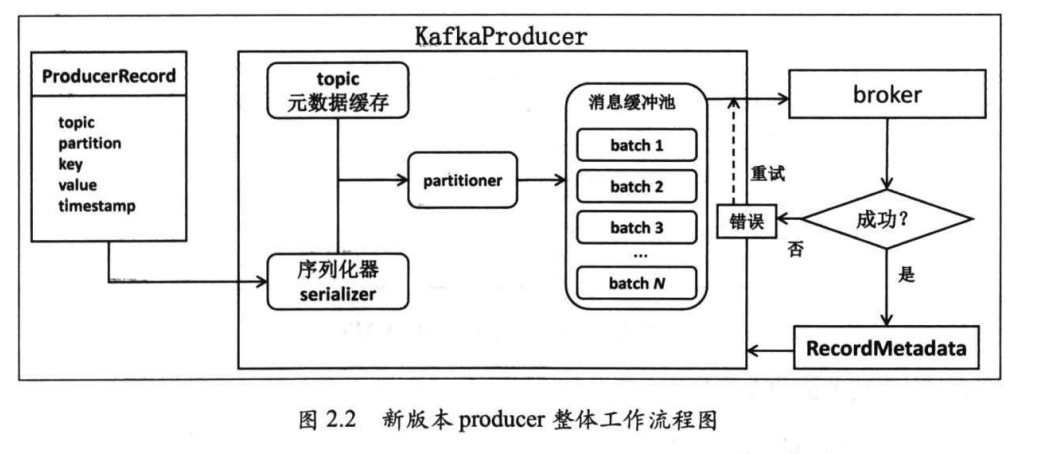 KafkaProducer
ProducerRecord
topic
partition
key
value
timestamp
topic
元数据缓存
序列化器
serializer
partitioner
消息缓冲池
batch 1
batch 2
batch 3
...
batch N
broker
重试
错误
成功?
否
是
RecordMetadata
图 2.2 新版本 producer 整体工作流程图